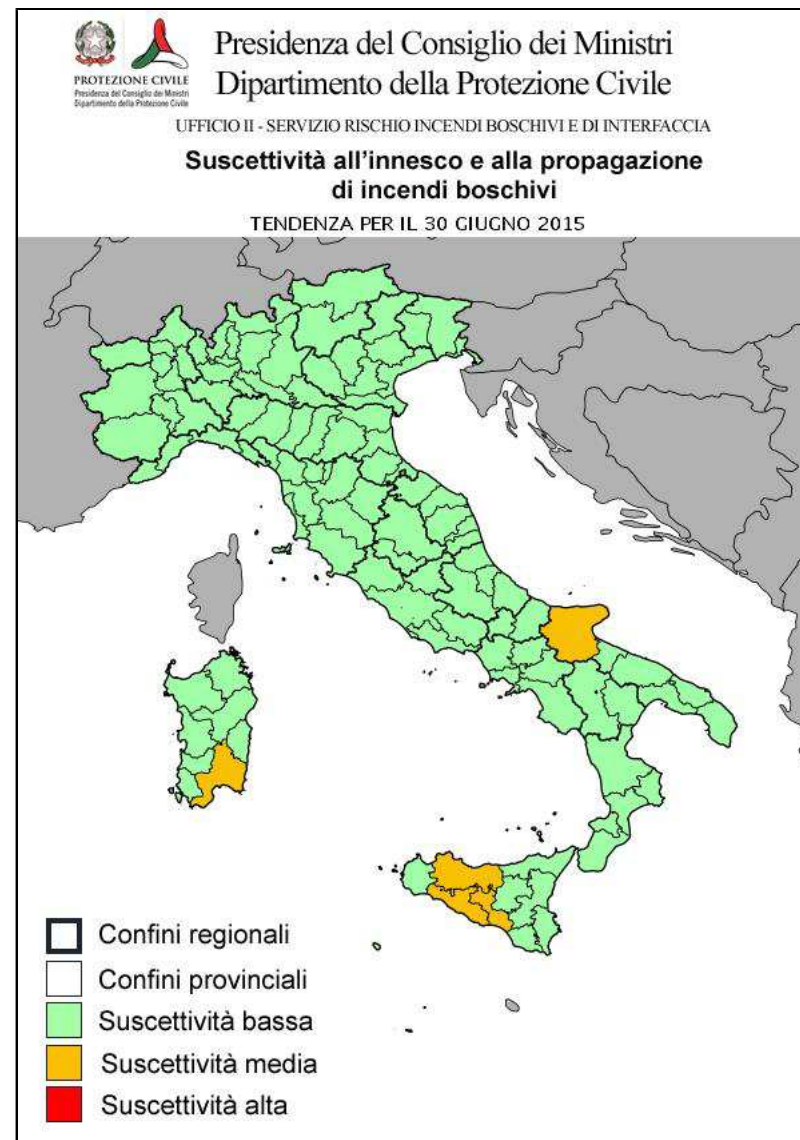 PROTEZIONE CIVILE
Presidenza del Consiglio dei Ministri
Dipartimento della Protezione Civile
Presidenza del Consiglio dei Ministri
Dipartimento della Protezione Civile
UFFICIO II - SERVIZIO RISCHIO INCENDI BOSCHIVI E DI INTERFACCIA
Suscettività all'innesco e alla propagazione
di incendi boschivi
TENDENZA PER IL 30 GIUGNO 2015
Confini regionali
Confini provinciali
Suscettività bassa
Suscettività media
Suscettività alta